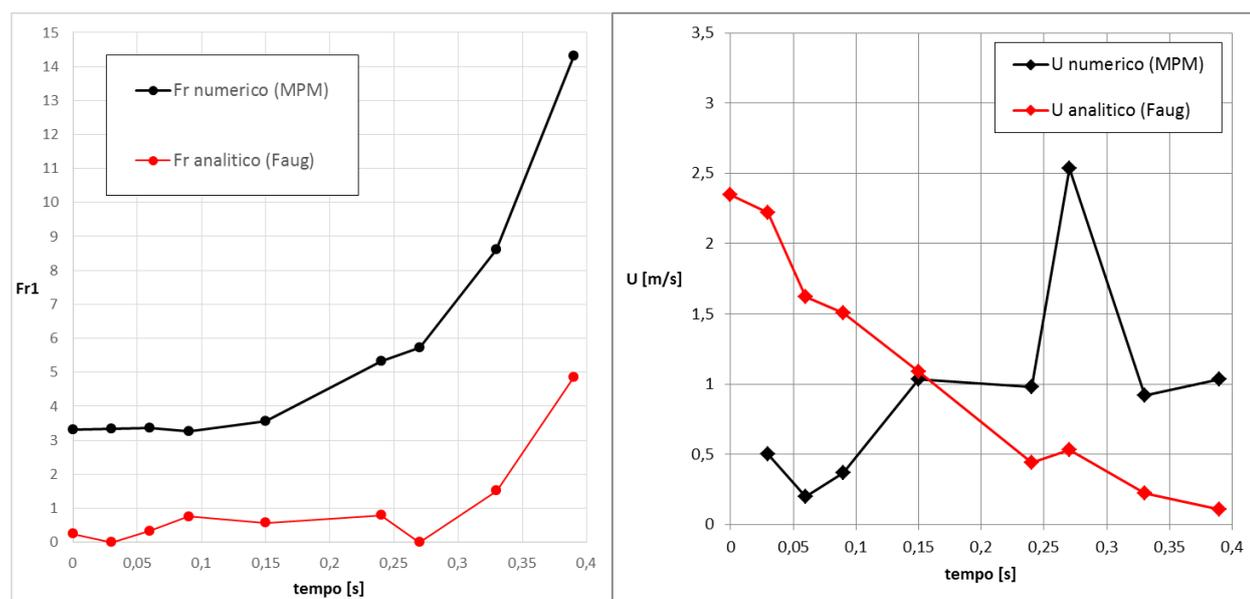 15
14
13
12
11
10
9
8
7
6
5
4
3
2
1
0
Fr1
Fr numerico (MPM)
Fr analitico (Faug)
0 0,05 0,1 0,15 0,2 0,25 0,3 0,35 0,4
tempo [s]
3,5
3
2,5
2
1,5
1
0,5
0
U [m/s]
U numerico (MPM)
U analitico (Faug)
0 0,05 0,1 0,15 0,2 0,25 0,3 0,35 0,4
tempo [s]